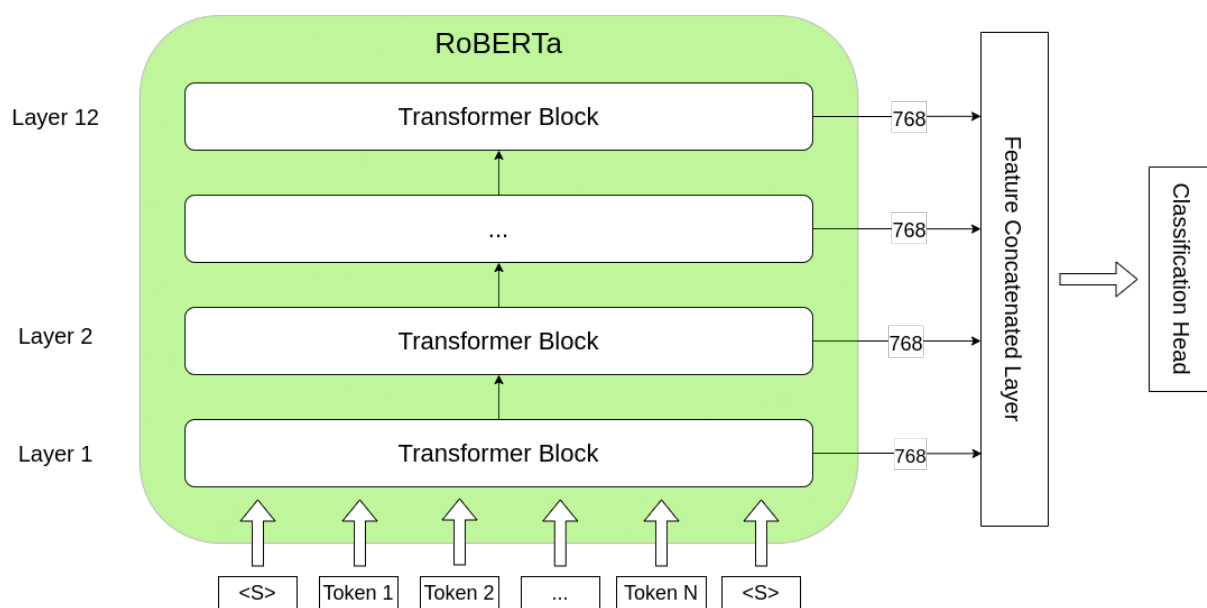 RoBERTa
Layer 12
Transformer Block
768
...
768
Layer 2
Transformer Block
768
Layer 1
Transformer Block
768
Feature Concatenated Layer
Classification Head
<S>
Token 1
Token 2
...
Token N
<S>